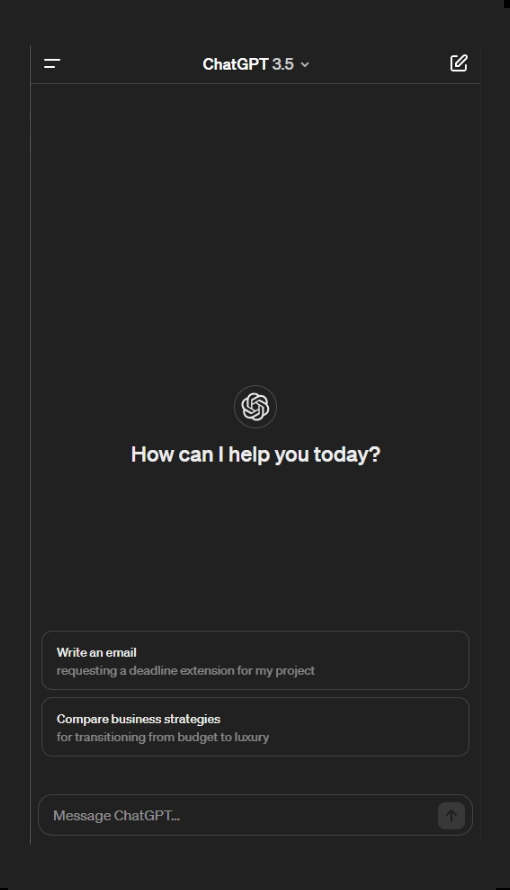 ChatGPT 3.5
How can I help you today?
Write an email
requesting a deadline extension for my project
Compare business strategies
for transitioning from budget to luxury
Message ChatGPT...